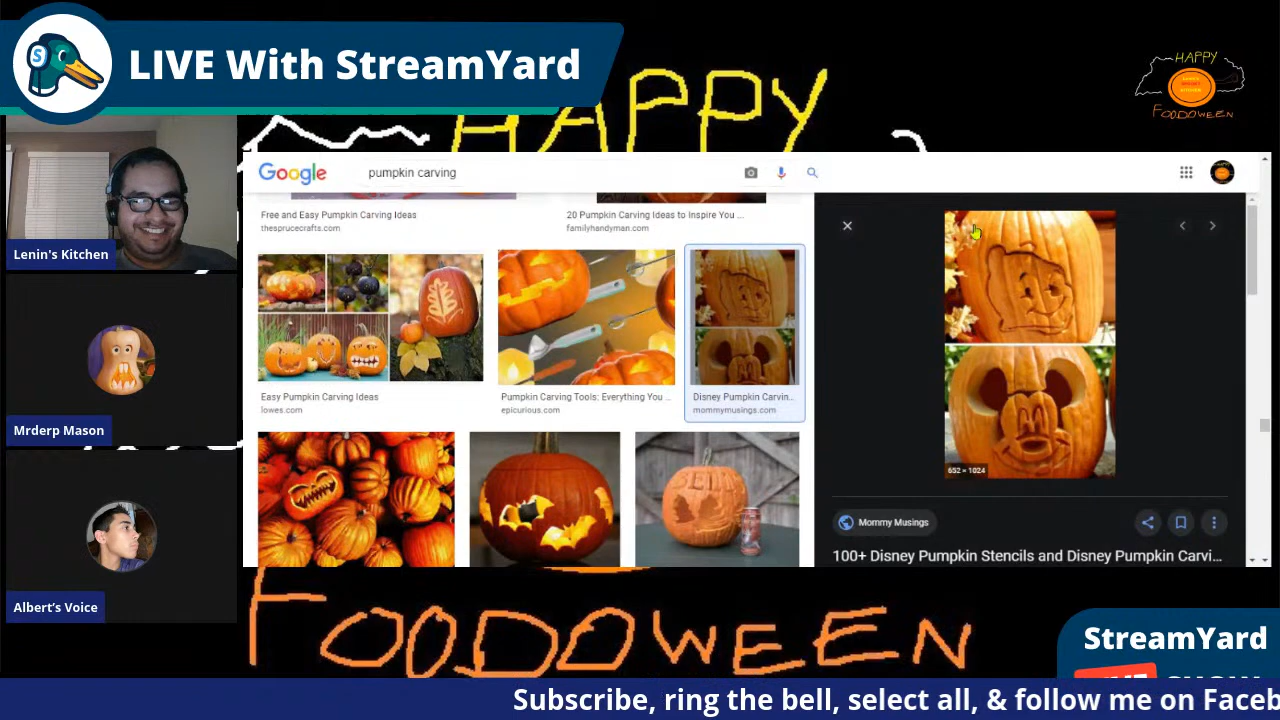 LIVE With StreamYard
HAPPY
HAPPY
FOODOWEEN
Google
pumpkin carving
Free and Easy Pumpkin Carving Ideas
thesprucecrafts.com
20 Pumpkin Carving Ideas to Inspire You ...
familyhandyman.com
Lenin's Kitchen
Easy Pumpkin Carving Ideas
lowes.com
Pumpkin Carving Tools: Everything You ...
epicurious.com
Disney Pumpkin Carvin...
mommymusings.com
Mrderp Mason
652 × 1024
Mommy Musings
100+ Disney Pumpkin Stencils and Disney Pumpkin Carvi...
Albert's Voice
FOODOWEEN
StreamYard
Subscribe, ring the bell, select all, & follow me on Faceb